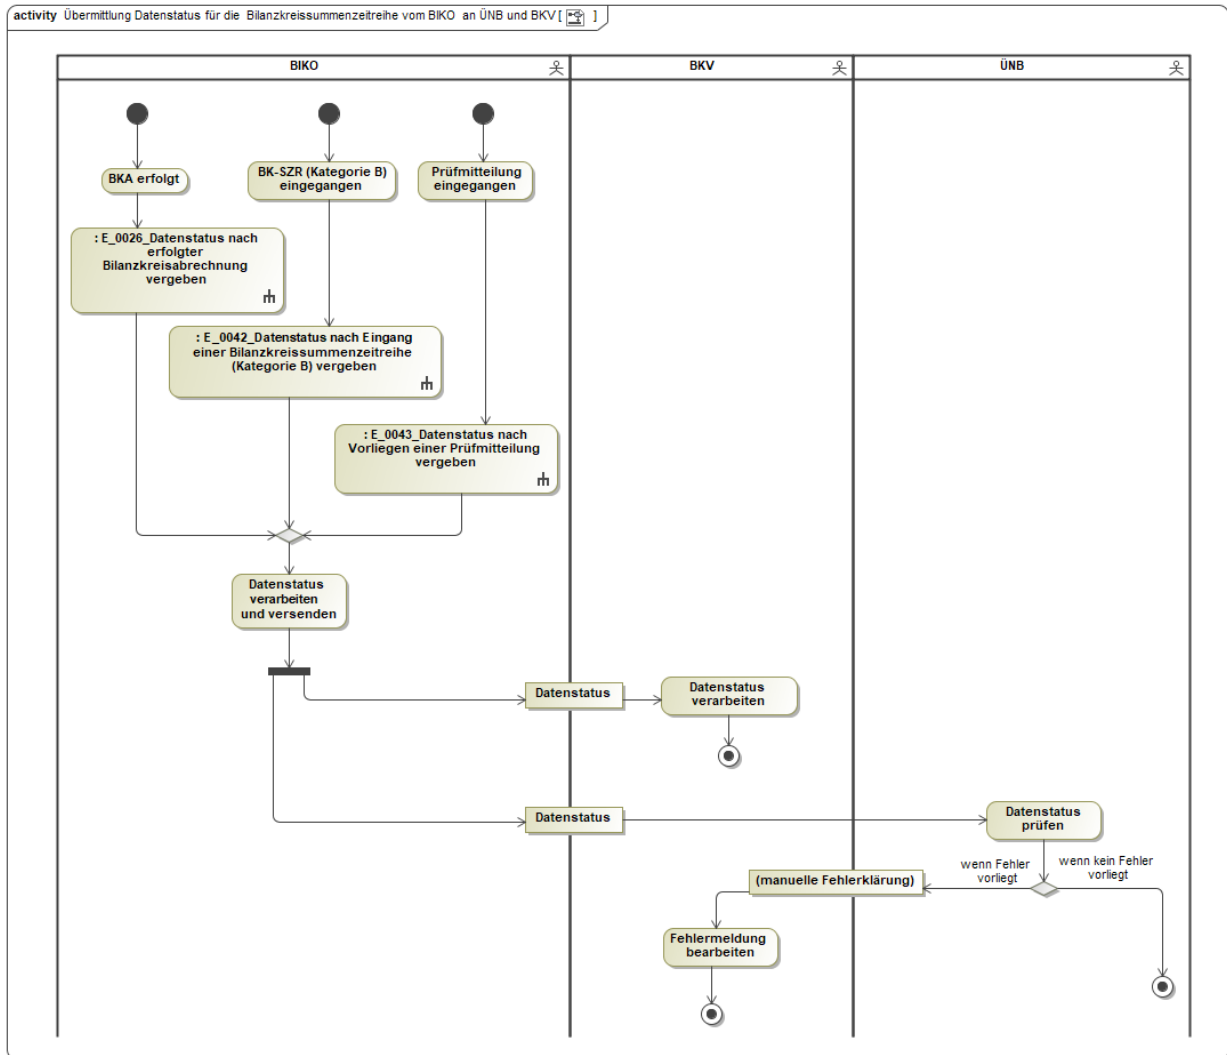 activity Übermittlung Datenstatus für die Bilanzkreissummenzeitreihe vom BIKO an ÜNB und BKV [ ]
BIKO
BKV
ÜNB
BKA erfolgt
BK-SZR (Kategorie B)
eingegangen
Prüfmitteilung
eingegangen
: E_0026_Datenstatus nach
erfolgter
Bilanzkreisabrechnung
vergeben
: E_0042_Datenstatus nach Eingang
einer Bilanzkreissummenzeitreihe
(Kategorie B) vergeben
: E_0043_Datenstatus nach
Vorliegen einer Prüfmitteilung
vergeben
Datenstatus
verarbeiten
und versenden
Datenstatus
Datenstatus
verarbeiten
Datenstatus
Datenstatus
prüfen
wenn Fehler
vorliegt
wenn kein Fehler
vorliegt
(manuelle Fehlerklärung)
Fehlermeldung
bearbeiten